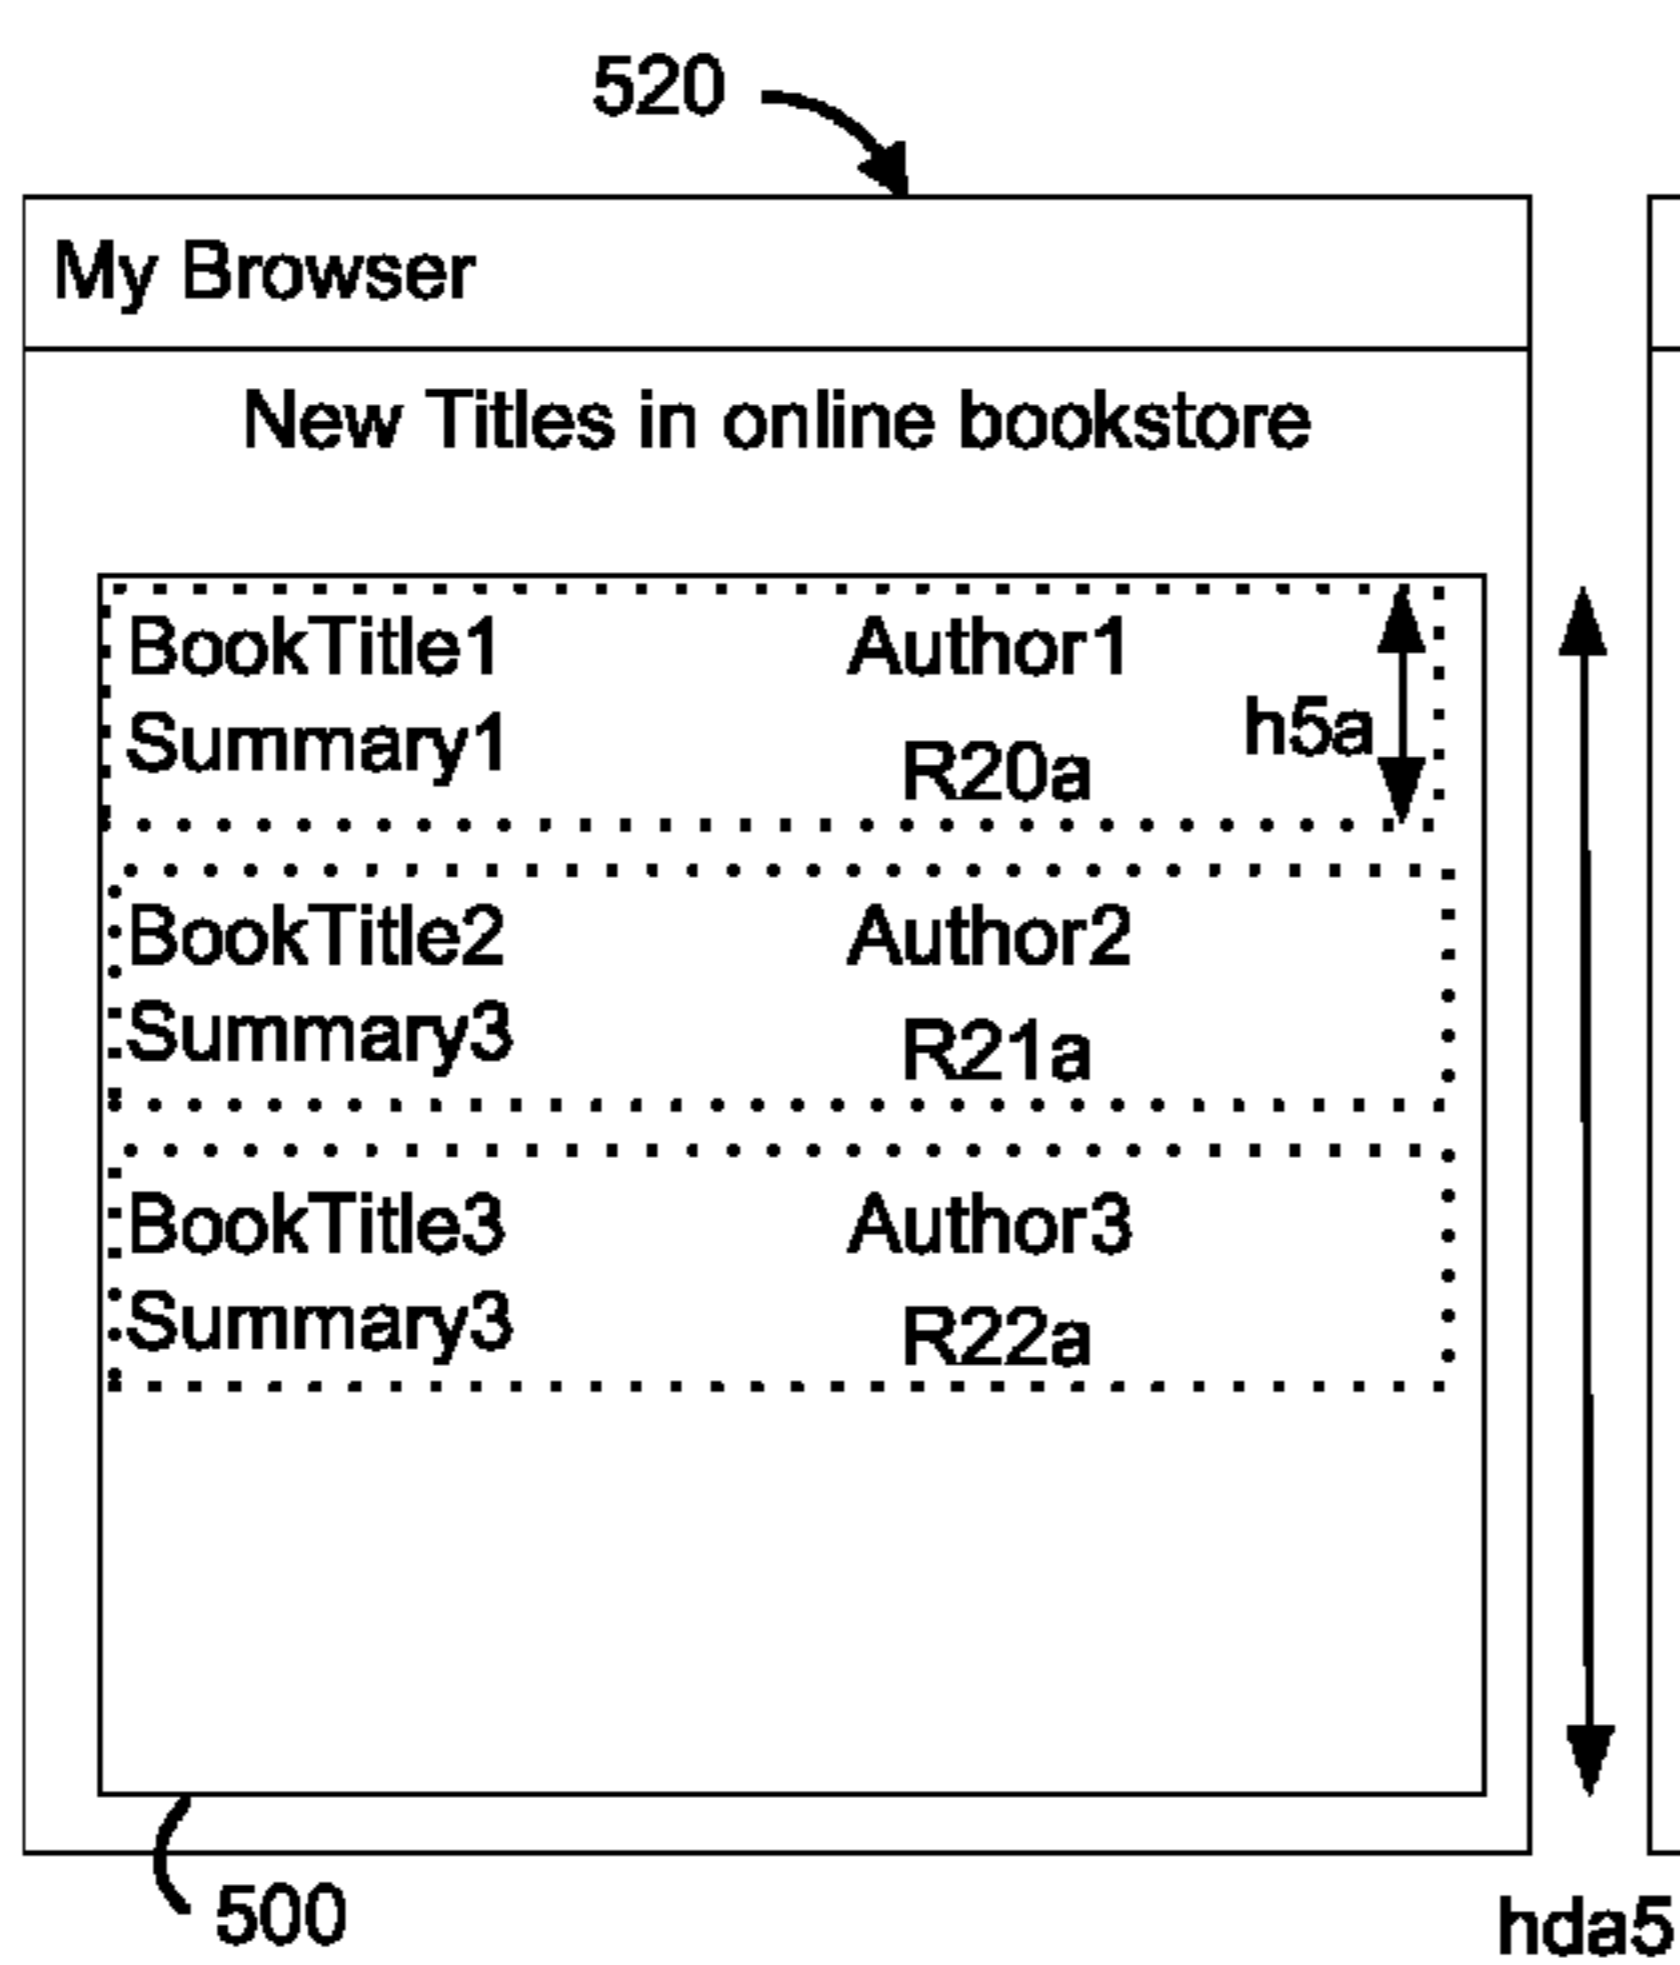 520
My Browser
New Titles in online bookstore
BookTitle1 Author1
Summary1 R20a h5a
BookTitle2 Author2
Summary3 R21a
BookTitle3 Author3
Summary3 R22a
500
hda5